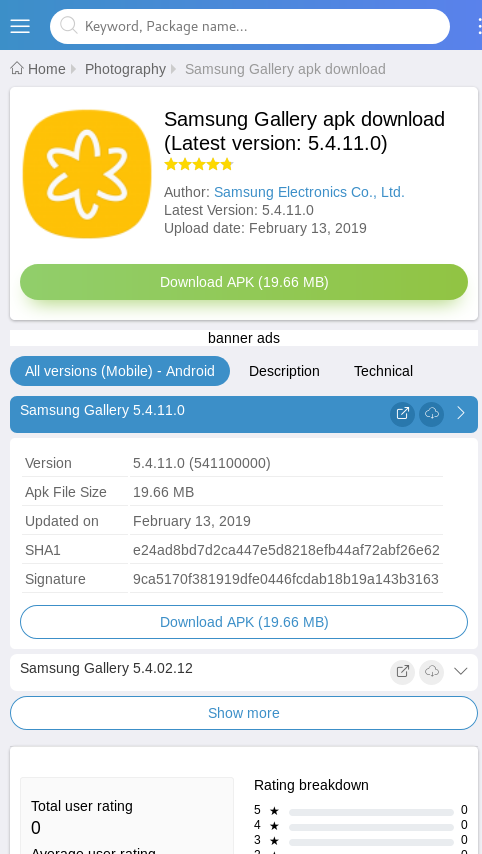 Keyword, Package name...
Home Photography Samsung Gallery apk download
Samsung Gallery apk download
(Latest version: 5.4.11.0)
Author: Samsung Electronics Co., Ltd.
Latest Version: 5.4.11.0
Upload date: February 13, 2019
Download APK (19.66 MB)
banner ads
All versions (Mobile) - Android Description Technical
Samsung Gallery 5.4.11.0
Version 5.4.11.0 (541100000)
Apk File Size 19.66 MB
Updated on February 13, 2019
SHA1 e24ad8bd7d2ca447e5d8218efb44af72abf26e62
Signature 9ca5170f381919dfe0446fcdab18b19a143b3163
Download APK (19.66 MB)
Samsung Gallery 5.4.02.12
Show more
Total user rating
0
Average user rating
Rating breakdown
5 ★ 0
4 ★ 0
3 ★ 0